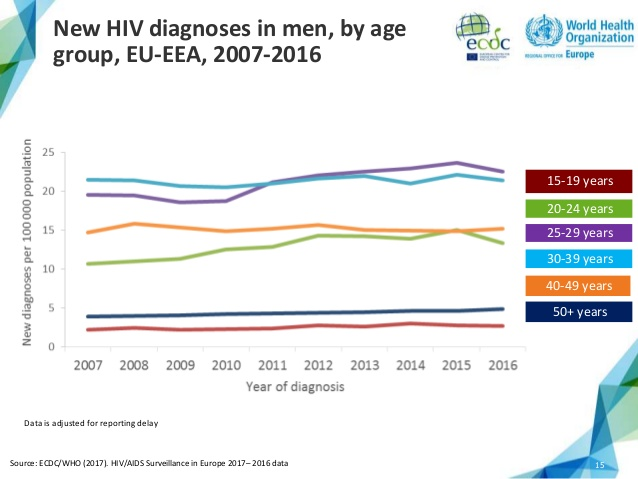 New HIV diagnoses in men, by age
group, EU-EEA, 2007-2016
ecdc
World Health
Organization
REGIONAL OFFICE FOR Europe
New diagnoses per 100 000 population
25
20
15
10
5
0
2007 2008 2009 2010 2011 2012 2013 2014 2015 2016
Year of diagnosis
15-19 years
20-24 years
25-29 years
30-39 years
40-49 years
50+ years
Data is adjusted for reporting delay
Source: ECDC/WHO (2017). HIV/AIDS Surveillance in Europe 2017– 2016 data
15